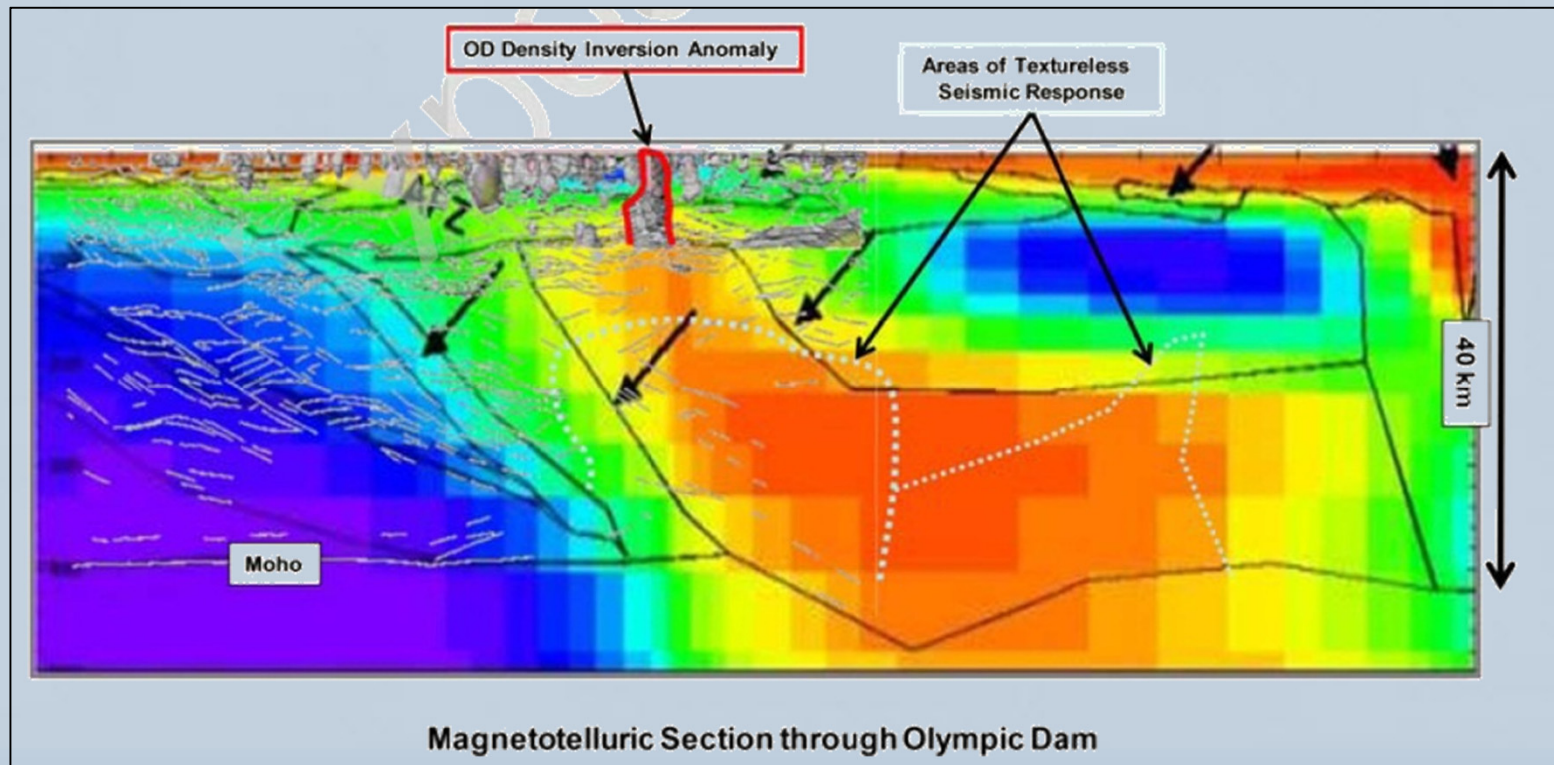 OD Density Inversion Anomaly
Areas of Textureless
Seismic Response
40 km
Moho
Magnetotelluric Section through Olympic Dam